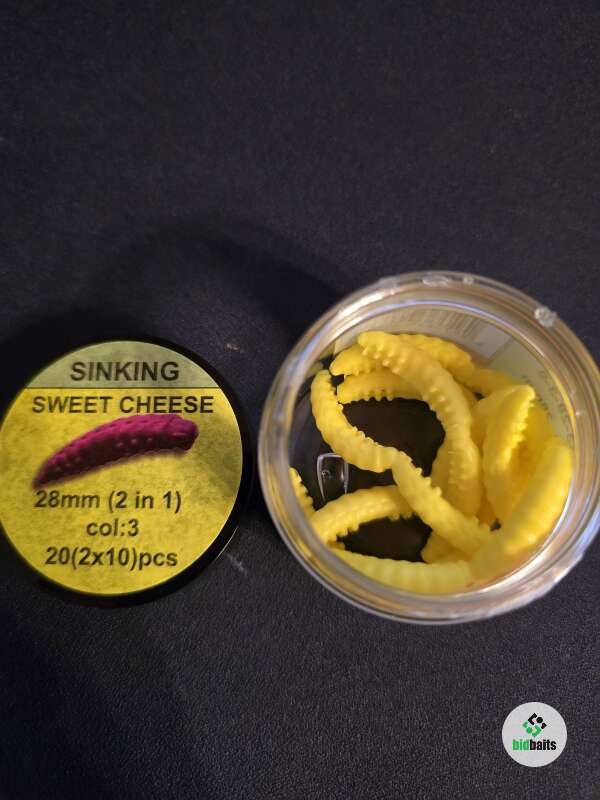 SINKING
SWEET CHEESE
28mm (2 in 1)
col:3
20(2x10)pcs
bidbaits